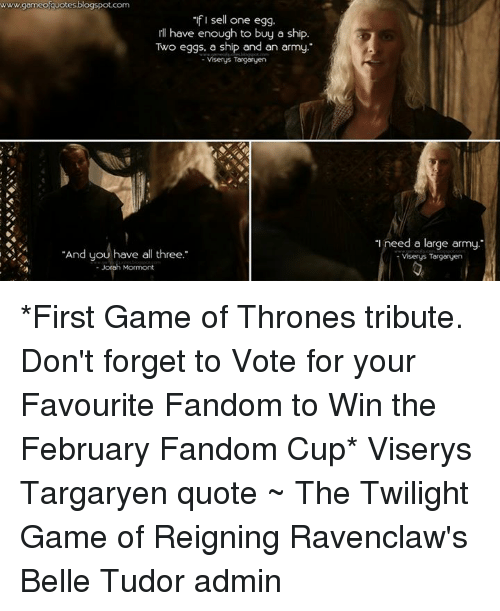 www.gameofquotes.blogspot.com
"If I sell one egg,
I'll have enough to buy a ship.
Two eggs, a ship and an army."
- Viserys Targaryen
"And you have all three."
- Jorah Mormont
"I need a large army."
- Viserys Targaryen
*First Game of Thrones tribute.
Don't forget to Vote for your
Favourite Fandom to Win the
February Fandom Cup* Viserys
Targaryen quote ~ The Twilight
Game of Reigning Ravenclaw's
Belle Tudor admin